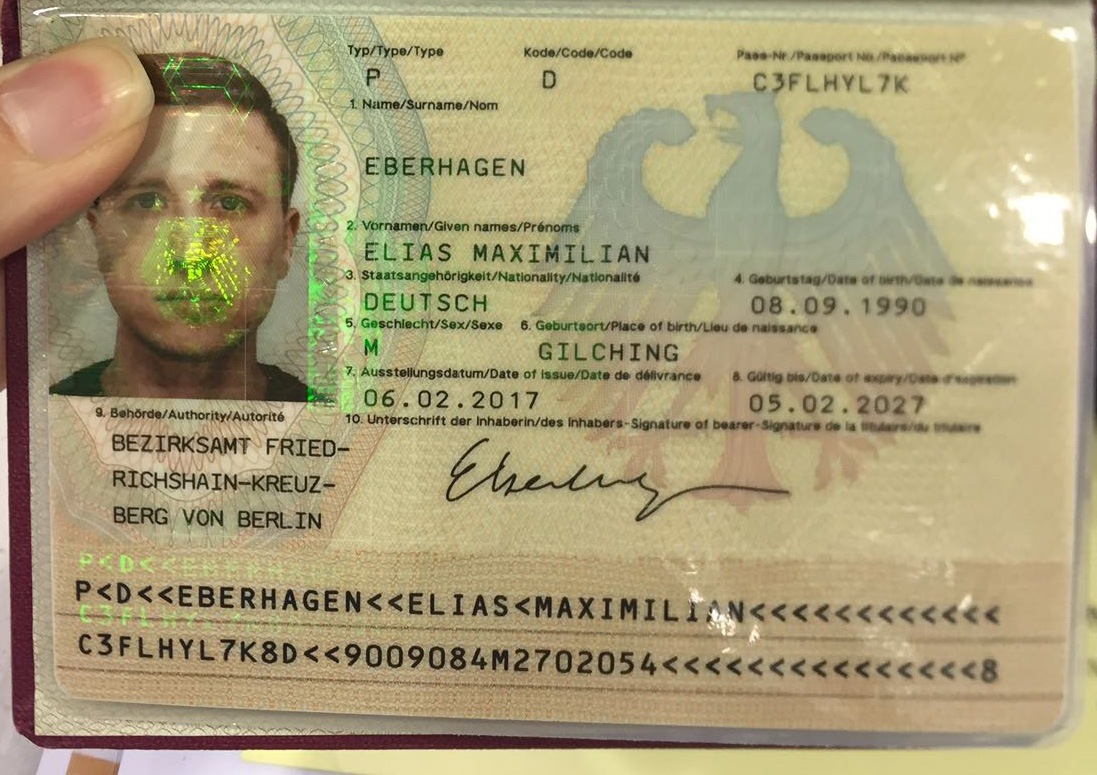 Typ/Type/Type Kode/Code/Code Pass-Nr./Passport No./Passeport Nº
P D C3FLHYL7K
1. Name/Surname/Nom
EBERHAGEN
2. Vornamen/Given names/Prénoms
ELIAS MAXIMILIAN
3. Staatsangehörigkeit/Nationality/Nationalité 4. Geburtstag/Date of birth/Date de naissance
DEUTSCH 08.09.1990
5. Geschlecht/Sex/Sexe 6. Geburtsort/Place of birth/Lieu de naissance
M GILCHING
7. Ausstellungsdatum/Date of issue/Date de délivrance 8. Gültig bis/Date of expiry/Date d'expiration
06.02.2017 05.02.2027
9. Behörde/Authority/Autorité 10. Unterschrift der Inhaberin/des Inhabers-Signature of bearer-Signature de la titulaire/du titulaire
BEZIRKSAMT FRIED-
RICHSHAIN-KREUZ-
BERG VON BERLIN
P<D<<EBERHAGEN<<ELIAS<MAXIMILIAN<<<<<<<<<<<<
C3FLHYL7K8D<<9009084M2702054<<<<<<<<<<<<<<<8